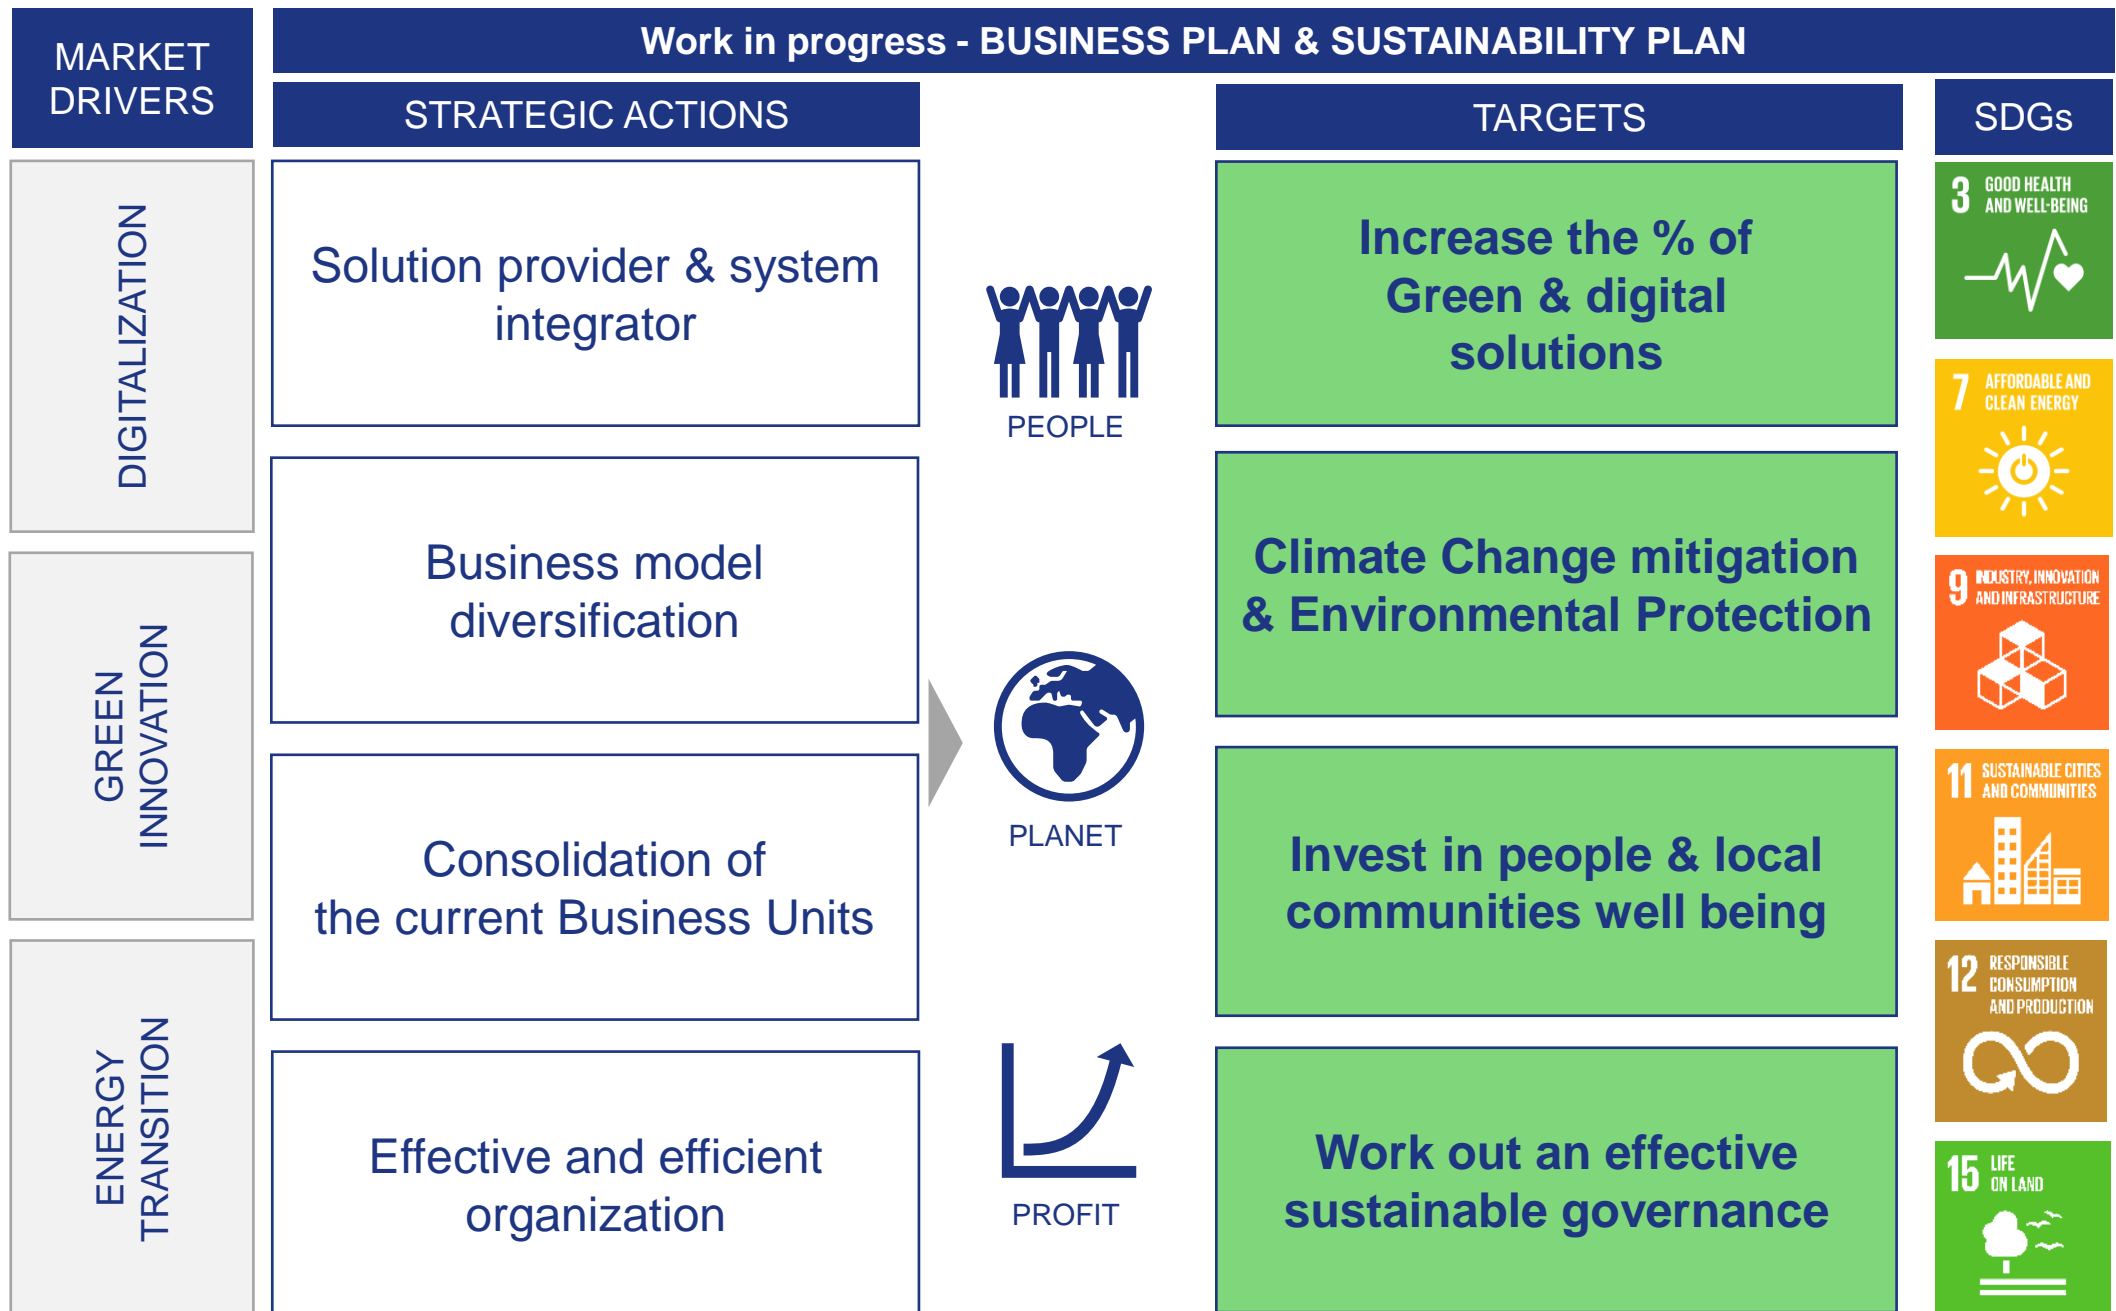 MARKET
DRIVERS
Work in progress - BUSINESS PLAN & SUSTAINABILITY PLAN
STRATEGIC ACTIONS
TARGETS
SDGs
DIGITALIZATION
GREEN
INNOVATION
ENERGY
TRANSITION
Solution provider & system
integrator
Business model
diversification
Consolidation of
the current Business Units
Effective and efficient
organization
PEOPLE
PLANET
PROFIT
Increase the % of
Green & digital
solutions
Climate Change mitigation
& Environmental Protection
Invest in people & local
communities well being
Work out an effective
sustainable governance
3 GOOD HEALTH
AND WELL-BEING
7 AFFORDABLE AND
CLEAN ENERGY
9 INDUSTRY, INNOVATION
AND INFRASTRUCTURE
11 SUSTAINABLE CITIES
AND COMMUNITIES
12 RESPONSIBLE
CONSUMPTION
AND PRODUCTION
15 LIFE
ON LAND